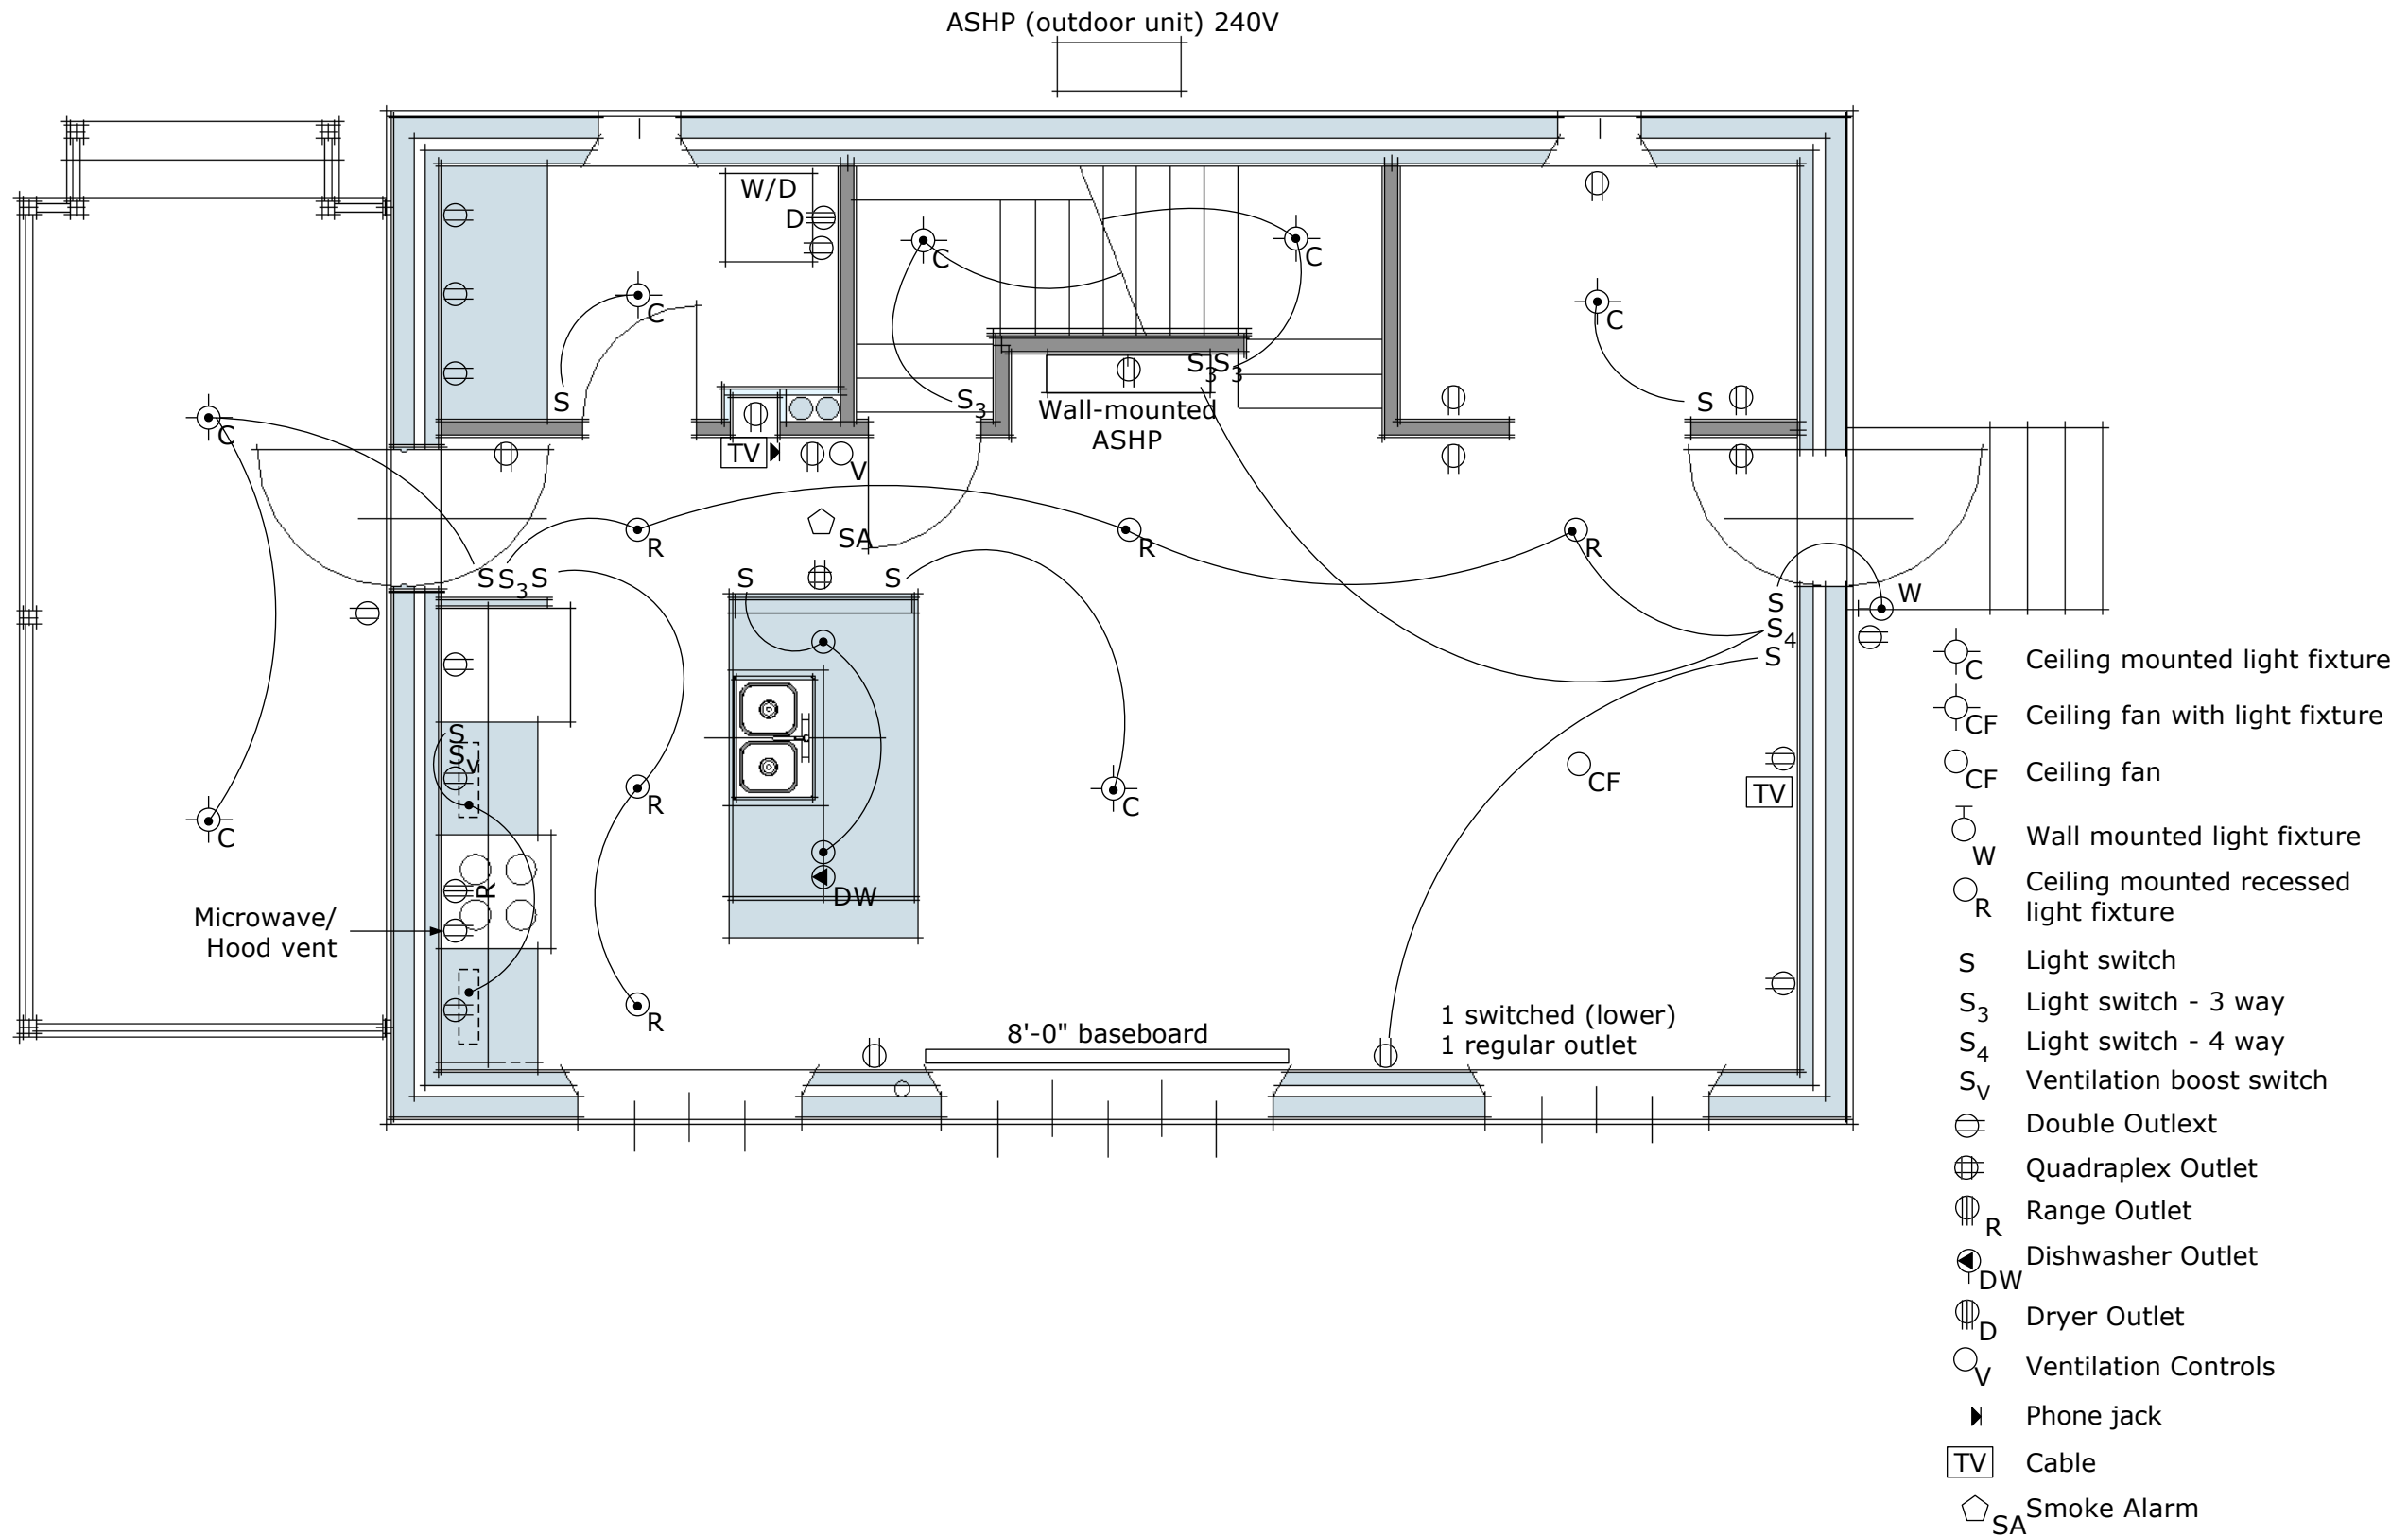 ASHP (outdoor unit) 240V
W/D
D
C
C
C
C
S
S3
S3
S3
S
Wall-mounted
ASHP
C
TV
V
SA
R
R
R
S
S3
S
S
S
S
W
S4
S
S
SV
R
C
CF
TV
C
R
DW
Microwave/
Hood vent
R
8'-0" baseboard
1 switched (lower)
1 regular outlet
C Ceiling mounted light fixture
CF Ceiling fan with light fixture
CF Ceiling fan
W Wall mounted light fixture
R Ceiling mounted recessed
light fixture
S Light switch
S3 Light switch - 3 way
S4 Light switch - 4 way
SV Ventilation boost switch
Double Outlext
Quadraplex Outlet
R Range Outlet
DW Dishwasher Outlet
D Dryer Outlet
V Ventilation Controls
Phone jack
TV Cable
SA Smoke Alarm